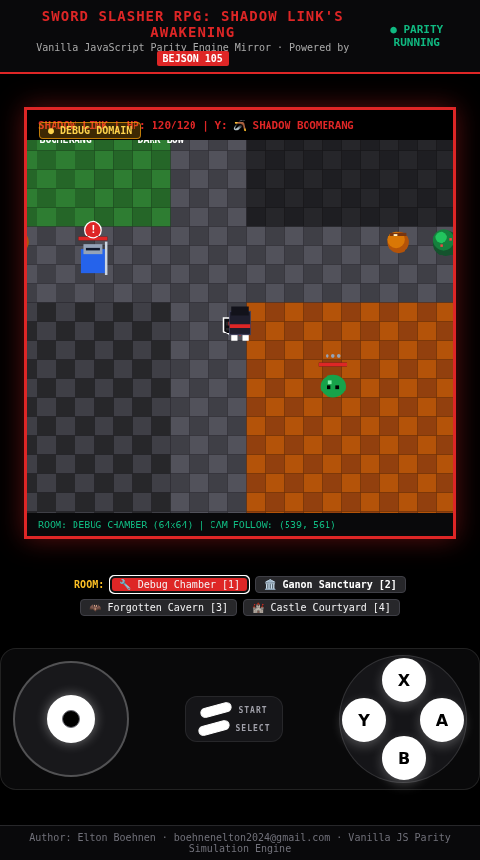 SWORD SLASHER RPG: SHADOW LINK'S
AWAKENING
Vanilla JavaScript Parity Engine Mirror · Powered by
BEJSON 105
● PARITY
RUNNING
SHADOW LINK | HP: 120/120 | Y: 🪃 SHADOW BOOMERANG
● DEBUG DOMAIN
BOOMERANG DARK BOW
!
ROOM: DEBUG CHAMBER (64x64) | CAM FOLLOW: (539, 561)
ROOM: 🔧 Debug Chamber [1] 🏛️ Ganon Sanctuary [2]
🦇 Forgotten Cavern [3] 🏰 Castle Courtyard [4]
X
START
Y A
SELECT
B
Author: Elton Boehnen · boehnenelton2024@gmail.com · Vanilla JS Parity
Simulation Engine